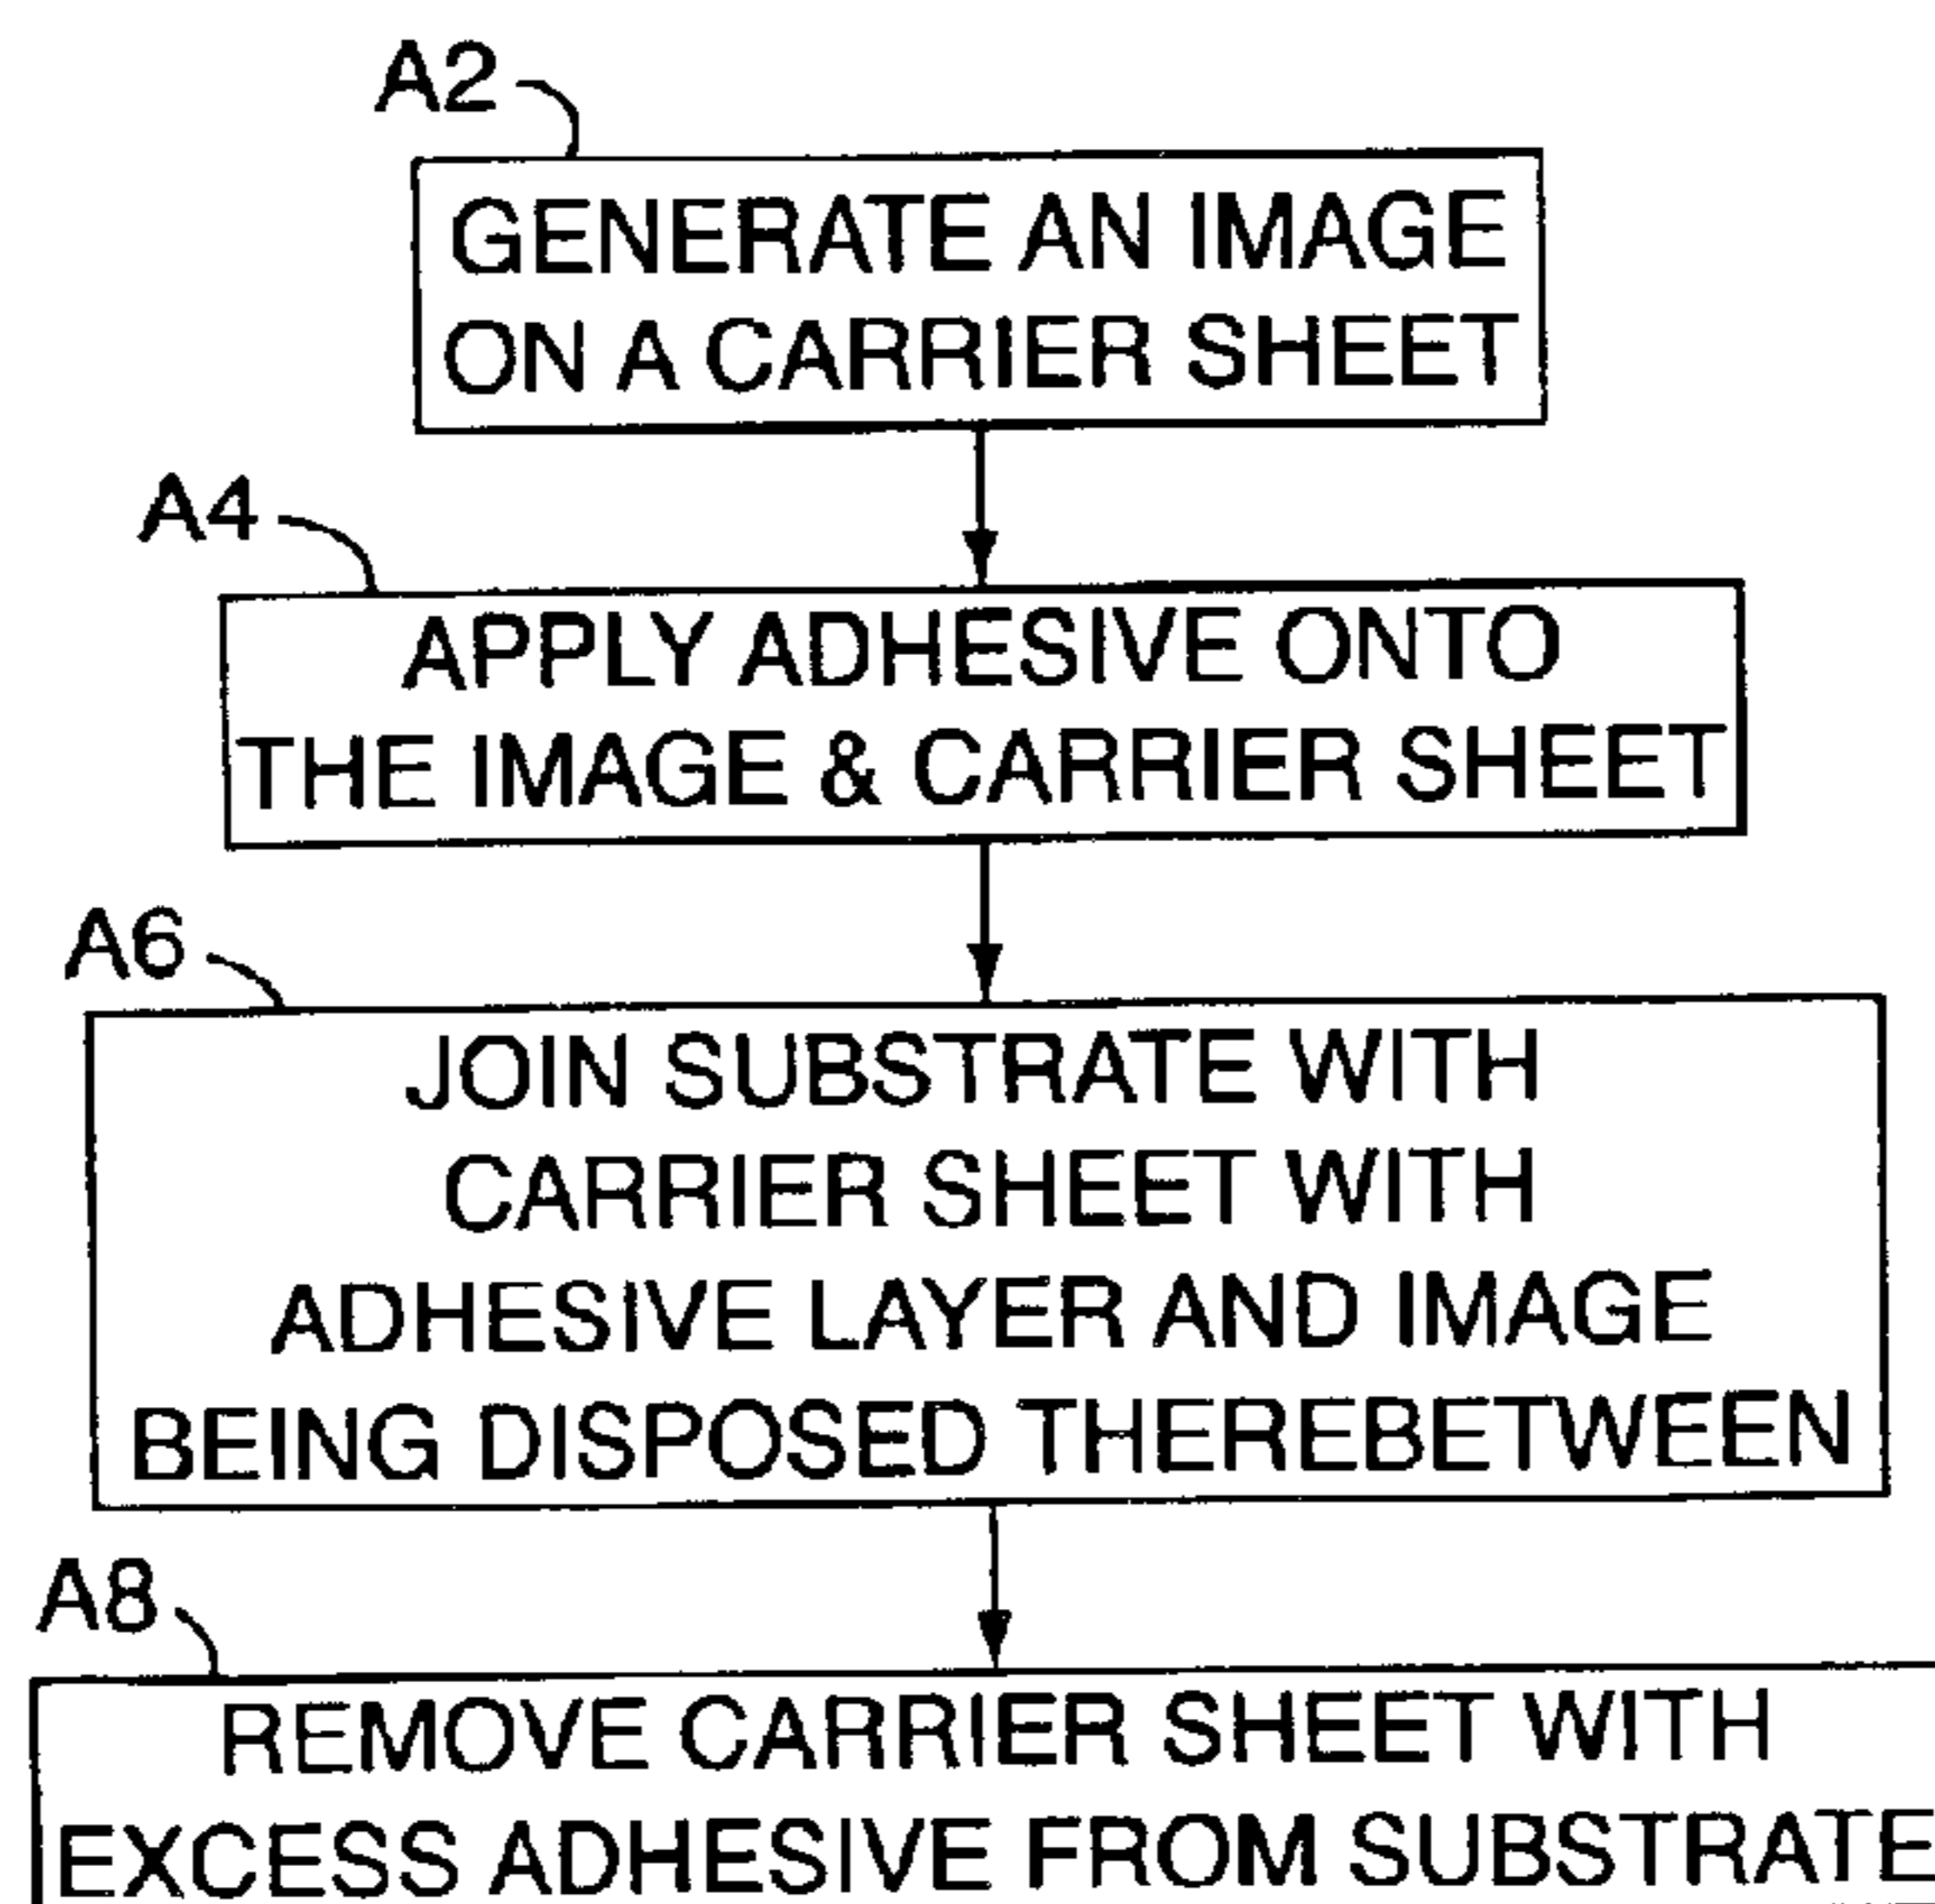 A2
GENERATE AN IMAGE
ON A CARRIER SHEET
A4
APPLY ADHESIVE ONTO
THE IMAGE & CARRIER SHEET
A6
JOIN SUBSTRATE WITH
CARRIER SHEET WITH
ADHESIVE LAYER AND IMAGE
BEING DISPOSED THEREBETWEEN
A8
REMOVE CARRIER SHEET WITH
EXCESS ADHESIVE FROM SUBSTRATE